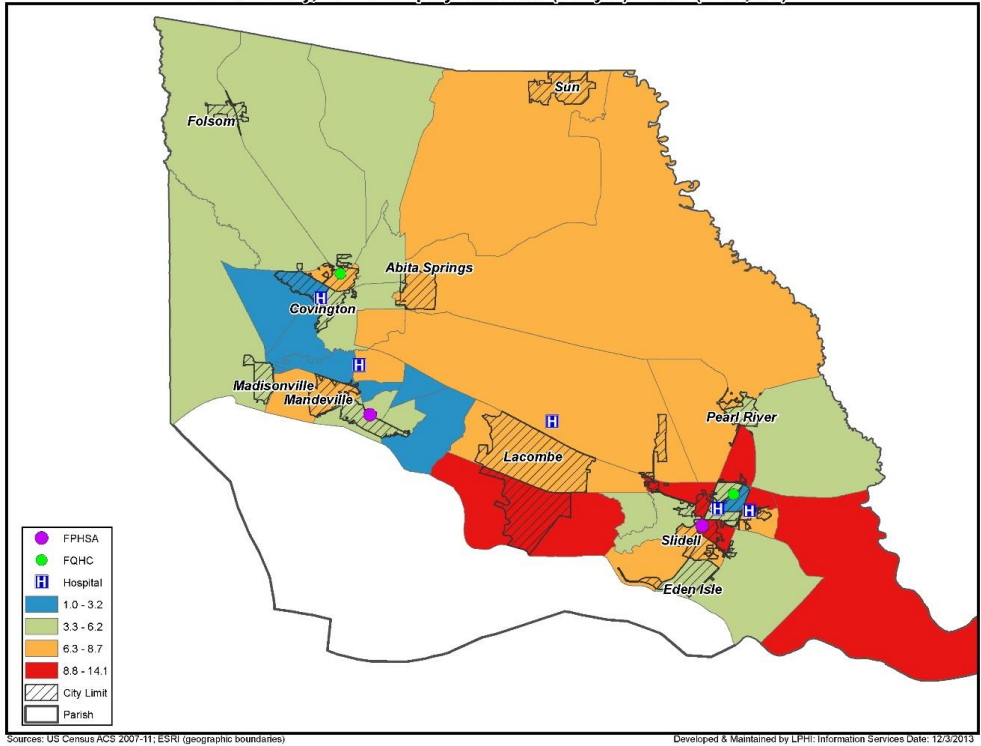 Sun
Folsom
Abita Springs
Covington
Madisonville
Mandeville
Pearl River
Lacombe
Slidell
Eden Isle
H
H
H
H
H
FPHSA
FQHC
H Hospital
1.0 - 3.2
3.3 - 6.2
6.3 - 8.7
8.8 - 14.1
City Limit
Parish
Sources: US Census ACS 2007-11; ESRI (geographic boundaries)
Developed & Maintained by LPHI: Information Services Date: 12/3/2013